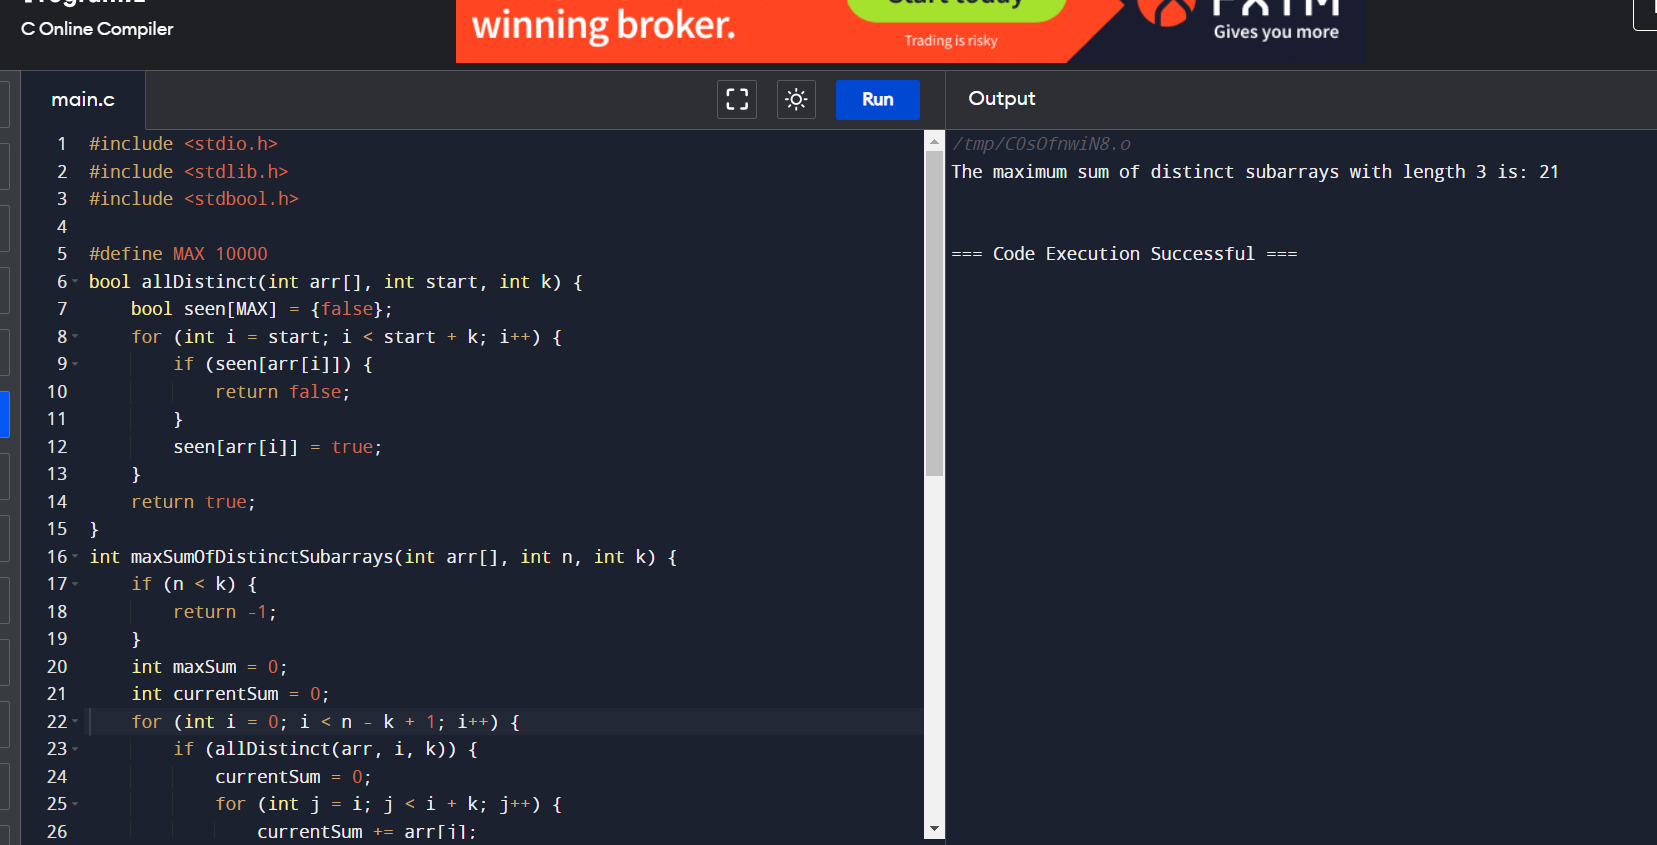 C Online Compiler
winning broker.
Trading is risky
Gives you more
main.c
Run
Output
1 #include <stdio.h>
2 #include <stdlib.h>
3 #include <stdbool.h>
4
5 #define MAX 10000
6 bool allDistinct(int arr[], int start, int k) {
7     bool seen[MAX] = {false};
8     for (int i = start; i < start + k; i++) {
9         if (seen[arr[i]]) {
10             return false;
11         }
12         seen[arr[i]] = true;
13     }
14     return true;
15 }
16 int maxSumOfDistinctSubarrays(int arr[], int n, int k) {
17     if (n < k) {
18         return -1;
19     }
20     int maxSum = 0;
21     int currentSum = 0;
22     for (int i = 0; i < n - k + 1; i++) {
23         if (allDistinct(arr, i, k)) {
24             currentSum = 0;
25             for (int j = i; j < i + k; j++) {
26                 currentSum += arr[j];
/tmp/C0sOfnwiN8.o
The maximum sum of distinct subarrays with length 3 is: 21
=== Code Execution Successful ===